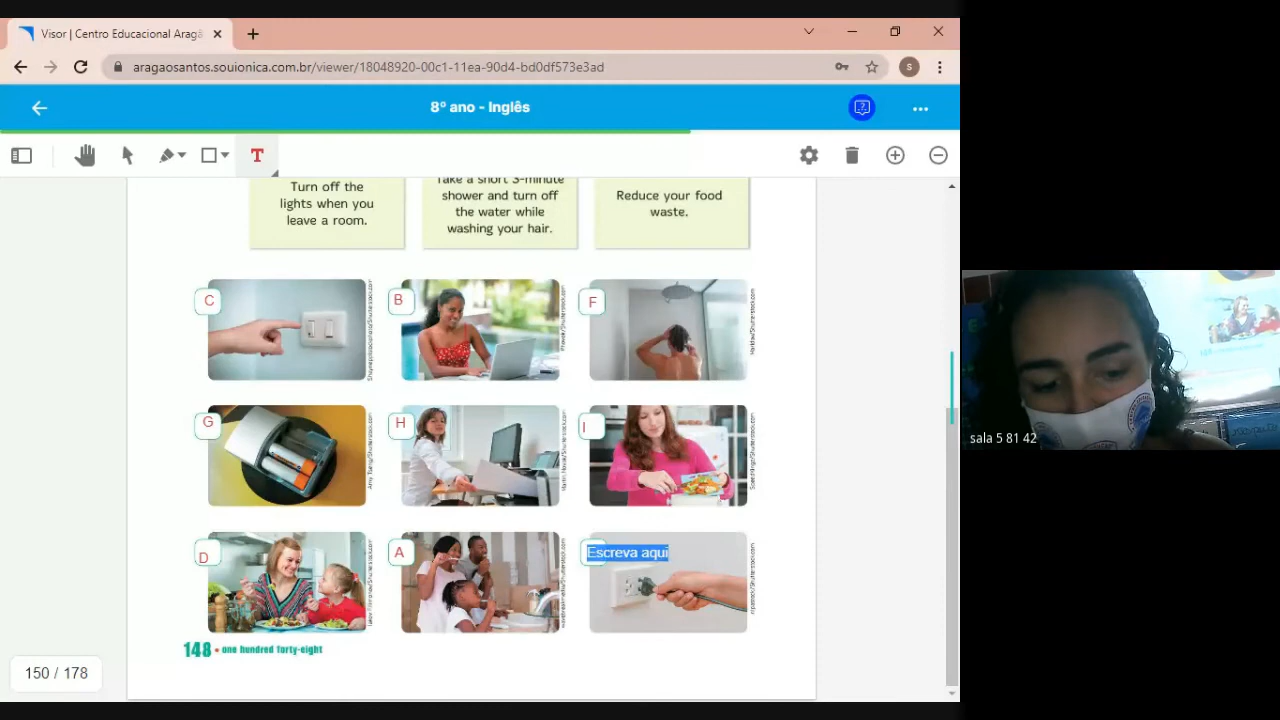 Visor | Centro Educacional Aragã
aragaosantos.souionica.com.br/viewer/18048920-00c1-11ea-90d4-bd0df573e3ad
S
8º ano - Inglês
?
T
Turn off the
lights when you
leave a room.
Take a short 3-minute
shower and turn off
the water while
washing your hair.
Reduce your food
waste.
C
B
F
G
H
I
D
A
Escreva aqui
148 • one hundred forty-eight
150 / 178
sala 5 81 42